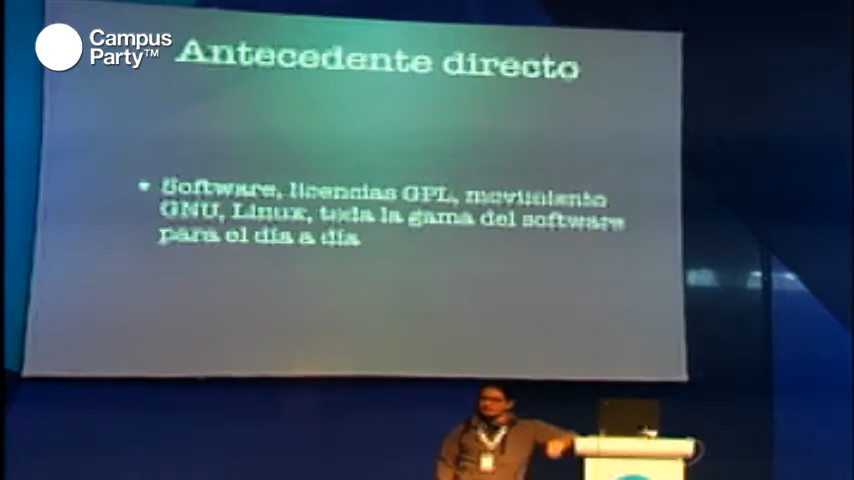 Campus
Party™
Antecedente directo
• Software, licencias GPL, movimiento
GNU, Linux, toda la gama del software
para el día a día